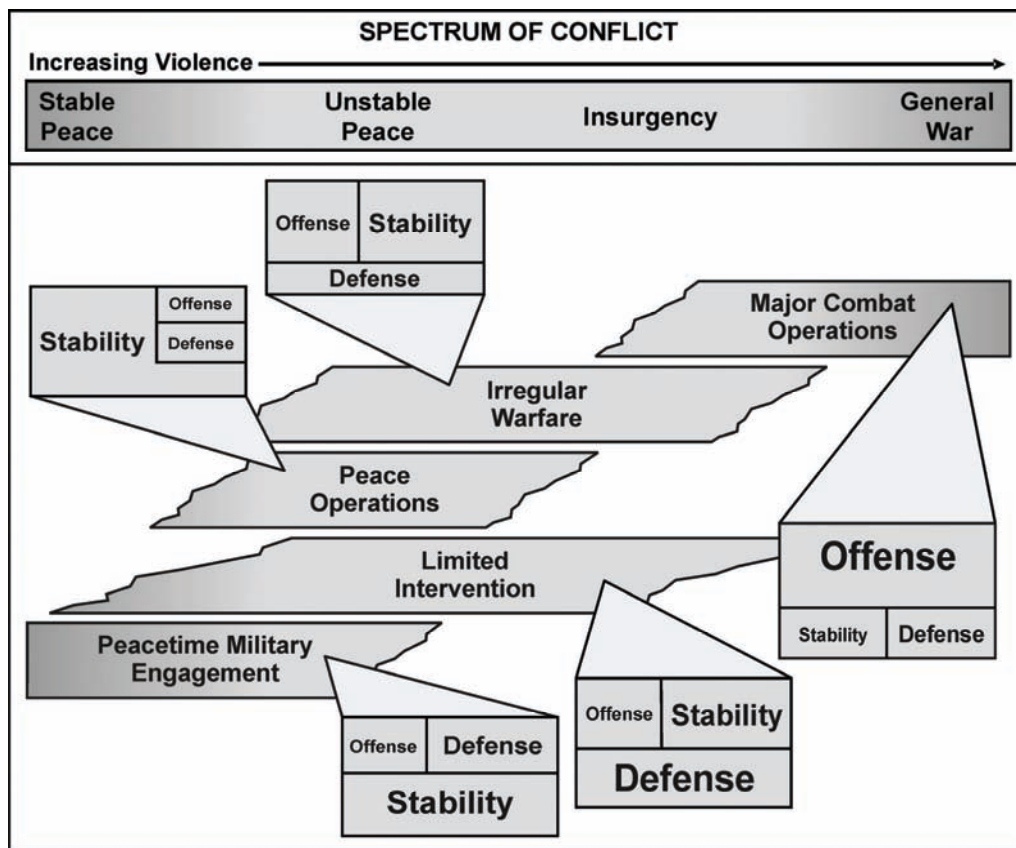 SPECTRUM OF CONFLICT
Increasing Violence
Stable
Peace
Unstable
Peace
Insurgency
General
War
Offense
Stability
Defense
Stability
Offense
Defense
Major Combat
Operations
Irregular
Warfare
Peace
Operations
Limited
Intervention
Offense
Stability
Defense
Peacetime Military
Engagement
Offense
Stability
Defense
Offense
Defense
Stability